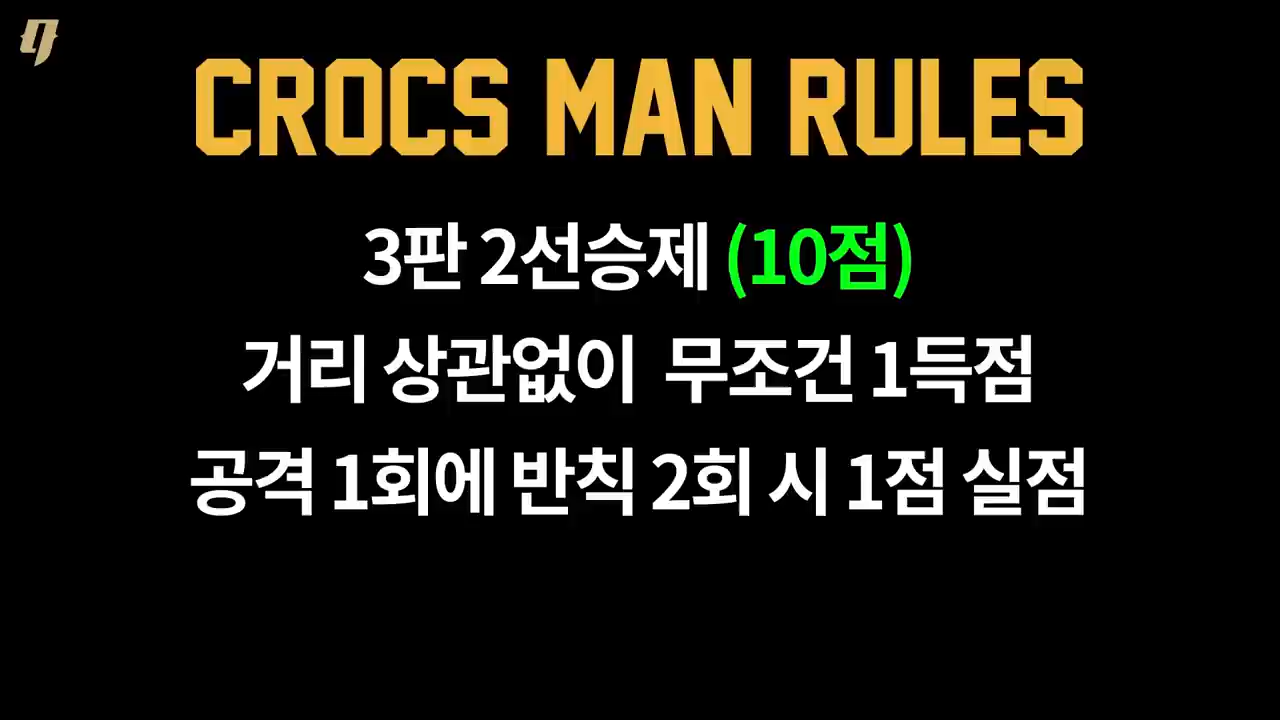 CROCS MAN RULES
3판 2선승제 (10점)
거리 상관없이 무조건 1득점
공격 1회에 반칙 2회 시 1점 실점